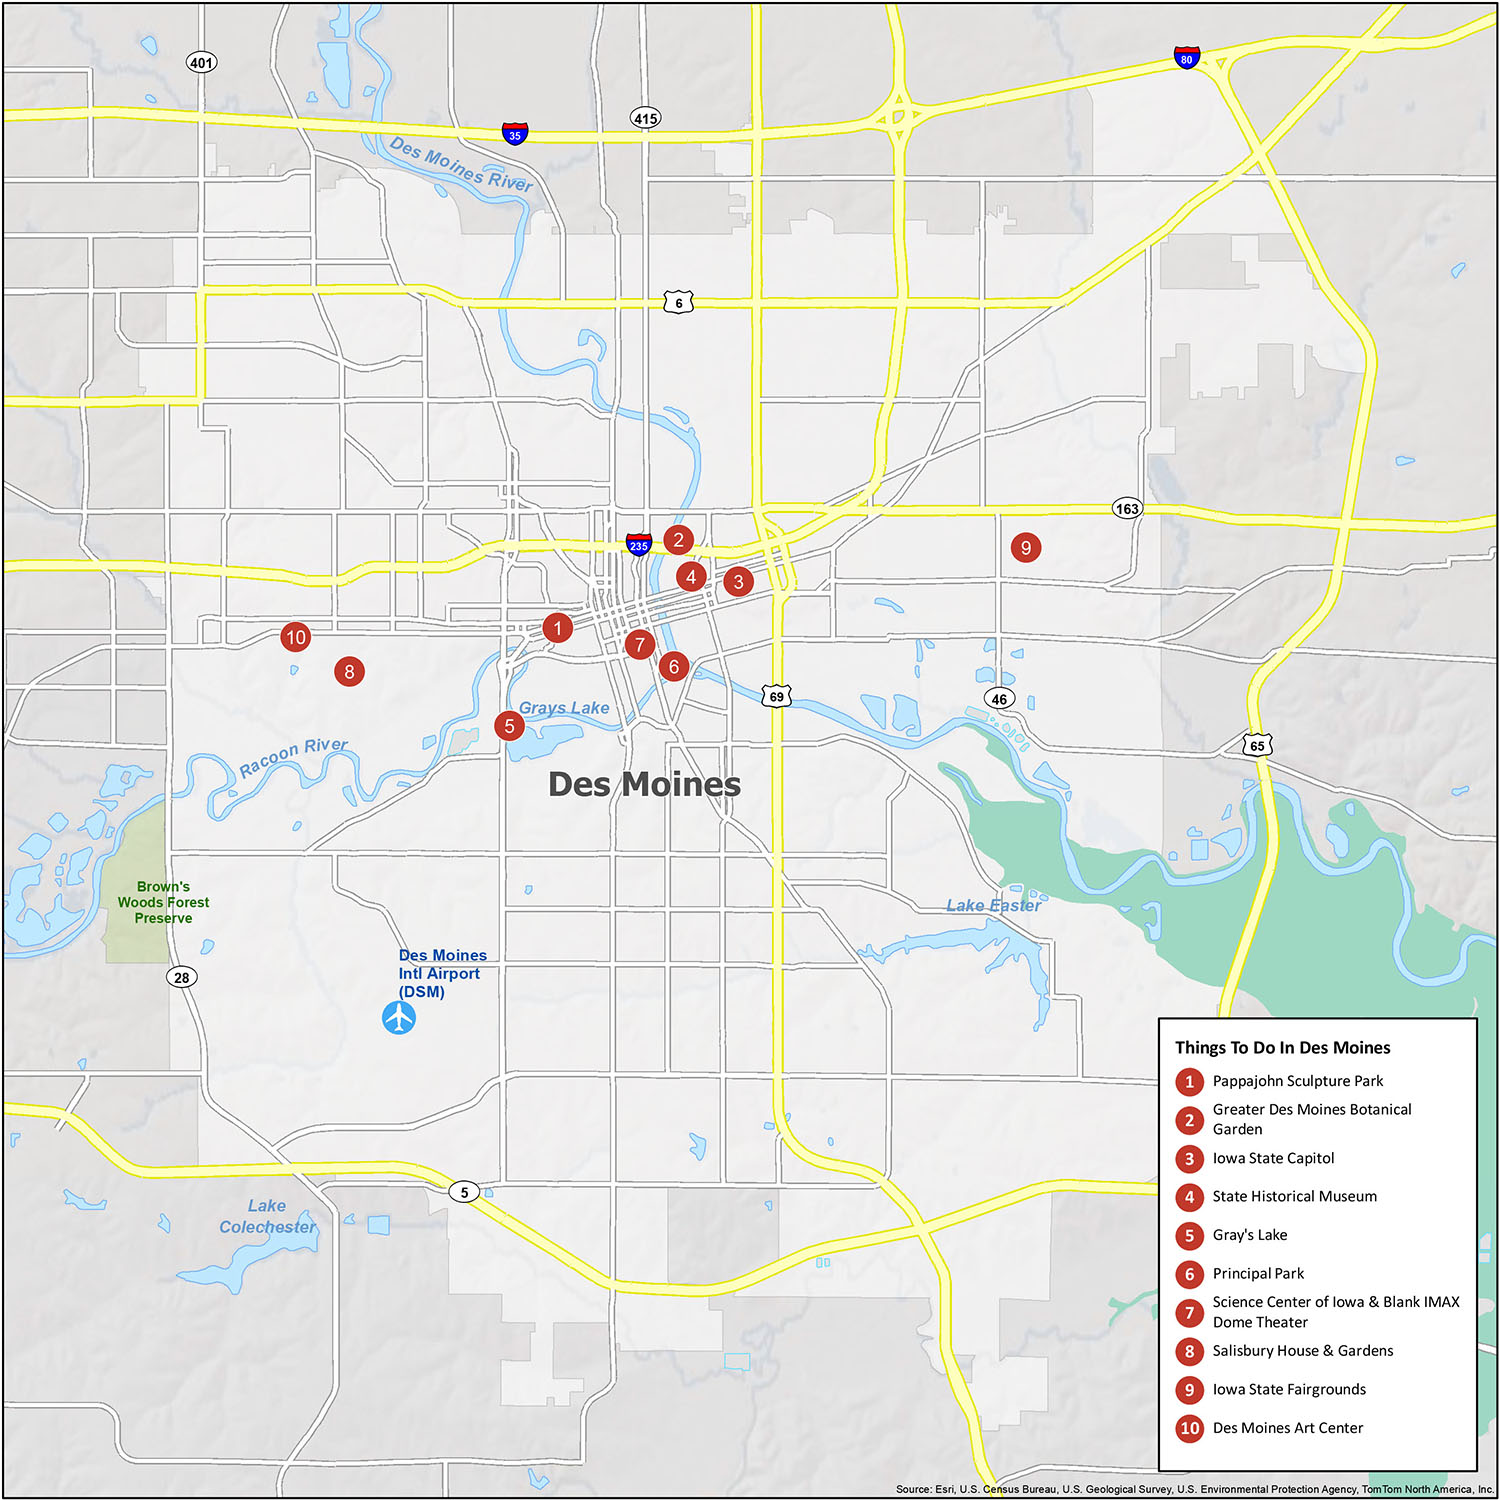 401
80
415
35
Des Moines River
6
163
235
2
9
4
3
1
10
7
6
8
69
46
Grays Lake
5
65
Racoon River
Des Moines
Brown's
Woods Forest
Preserve
Lake Easter
Des Moines
Intl Airport
(DSM)
28
5
Lake
Colechester
Things To Do In Des Moines
1 Pappajohn Sculpture Park
2 Greater Des Moines Botanical
Garden
3 Iowa State Capitol
4 State Historical Museum
5 Gray's Lake
6 Principal Park
7 Science Center of Iowa & Blank IMAX
Dome Theater
8 Salisbury House & Gardens
9 Iowa State Fairgrounds
10 Des Moines Art Center
Source: Esri, U.S. Census Bureau, U.S. Geological Survey, U.S. Environmental Protection Agency, TomTom North America, Inc.